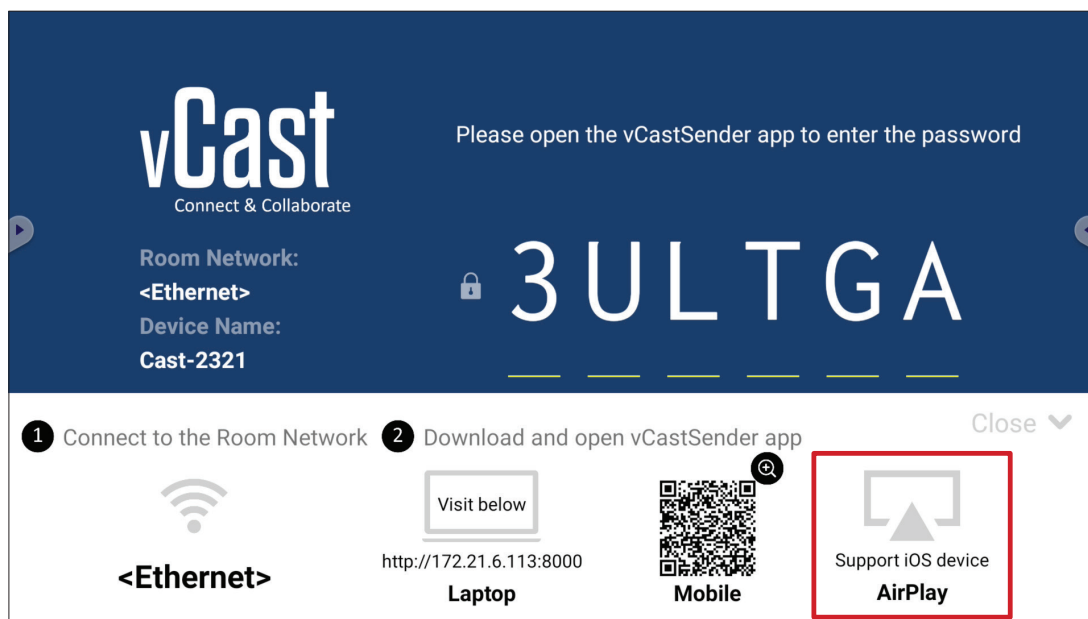 vCast
Connect & Collaborate
Please open the vCastSender app to enter the password
Room Network:
<Ethernet>
Device Name:
Cast-2321
3ULTGA
1 Connect to the Room Network
2 Download and open vCastSender app
Close
<Ethernet>
Visit below
http://172.21.6.113:8000
Laptop
Mobile
Support iOS device
AirPlay